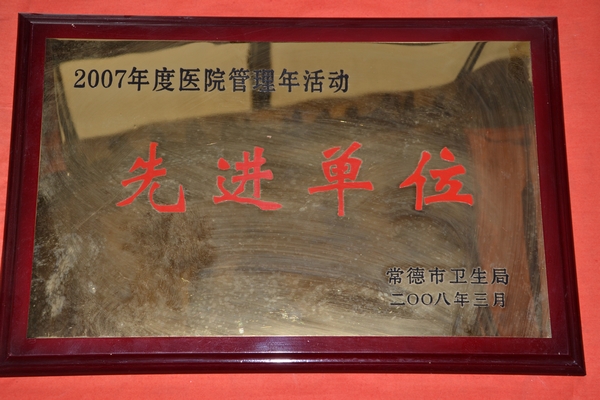 2007年度医院管理年活动
先进单位
常德市卫生局
二〇〇八年三月